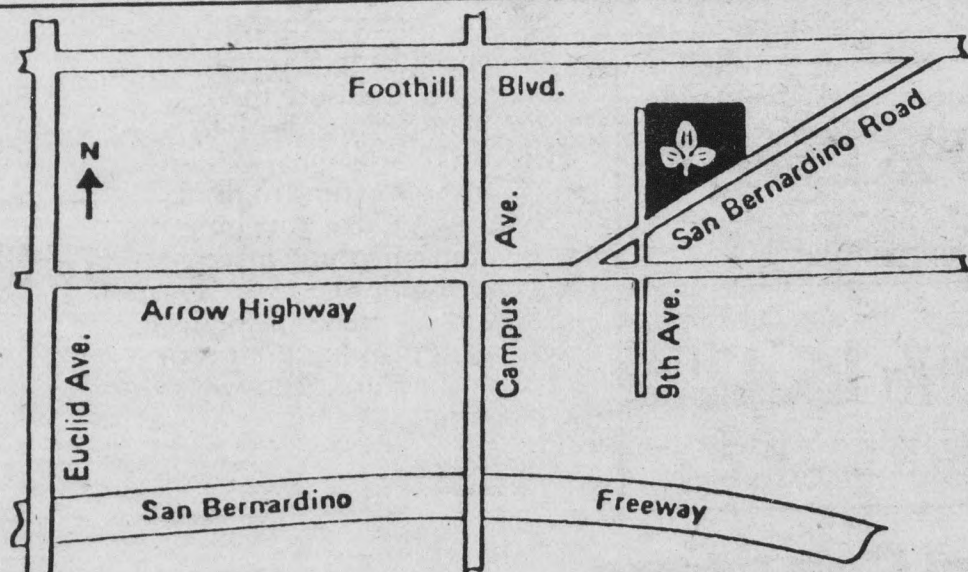 Foothill Blvd.
N
San Bernardino Road
Campus Ave.
Arrow Highway
Euclid Ave.
9th Ave.
San Bernardino Freeway